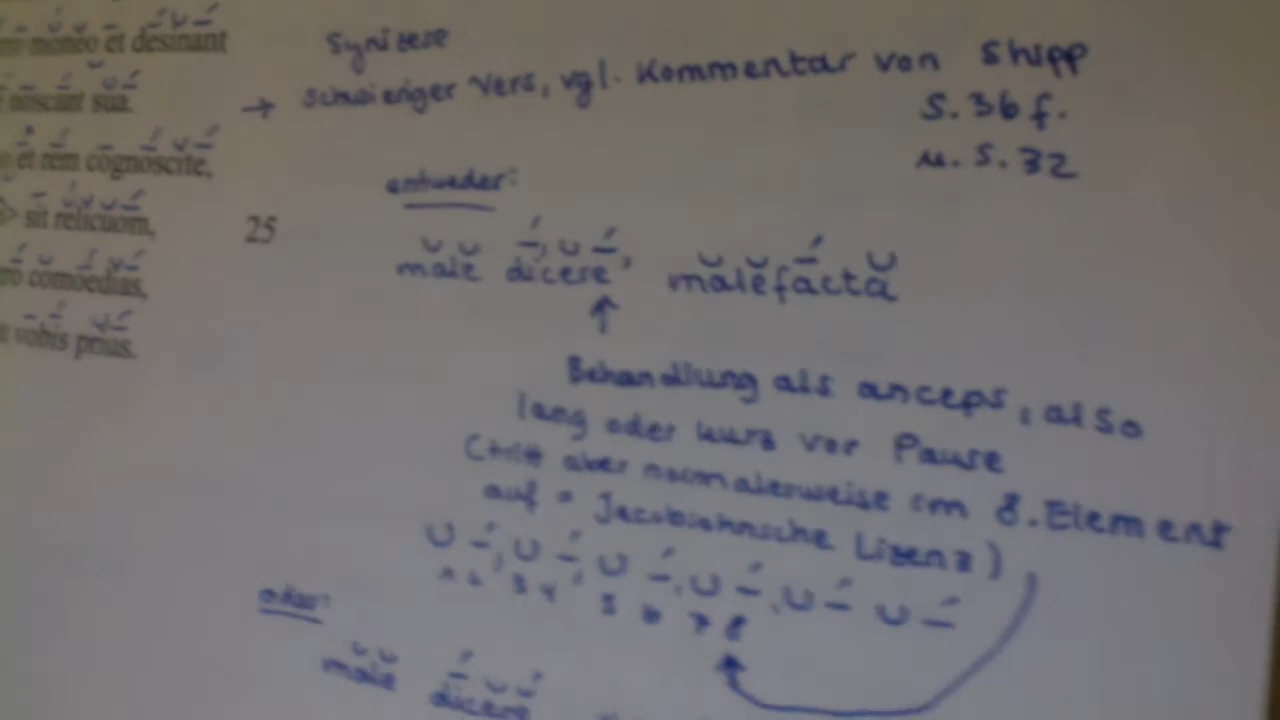 moneo et desinant
noscant sua.
et rem cognoscite,
sit relicuom,
25
comoedias,
vobis prius.
Synizese
→ schwieriger Vers, vgl. Kommentar von Shipp
S. 36 f.
u. S. 32
entweder:
male dicere, malefacta
↑
Behandlung als anceps, also
lang oder kurz vor Pause
(tritt aber normalerweise im 8. Element
auf = Jacobsohnsche Lizenz)
∪ – ∪ – ∪ – ∪ – ∪ – ∪ –
1 2 3 4 5 6 7 8
oder:
male dicere